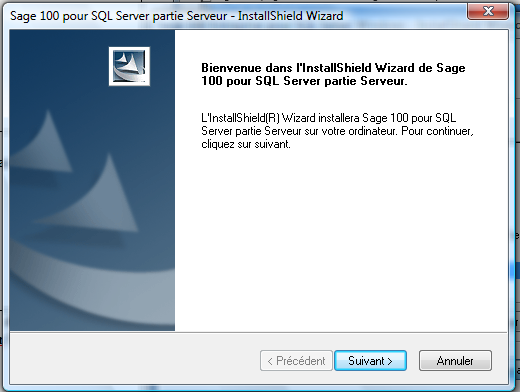 Sage 100 pour SQL Server partie Serveur - InstallShield Wizard
Bienvenue dans l'InstallShield Wizard de Sage
100 pour SQL Server partie Serveur.
L'InstallShield(R) Wizard installera Sage 100 pour SQL
Server partie Serveur sur votre ordinateur. Pour continuer,
cliquez sur suivant.
< Précédent
Suivant >
Annuler